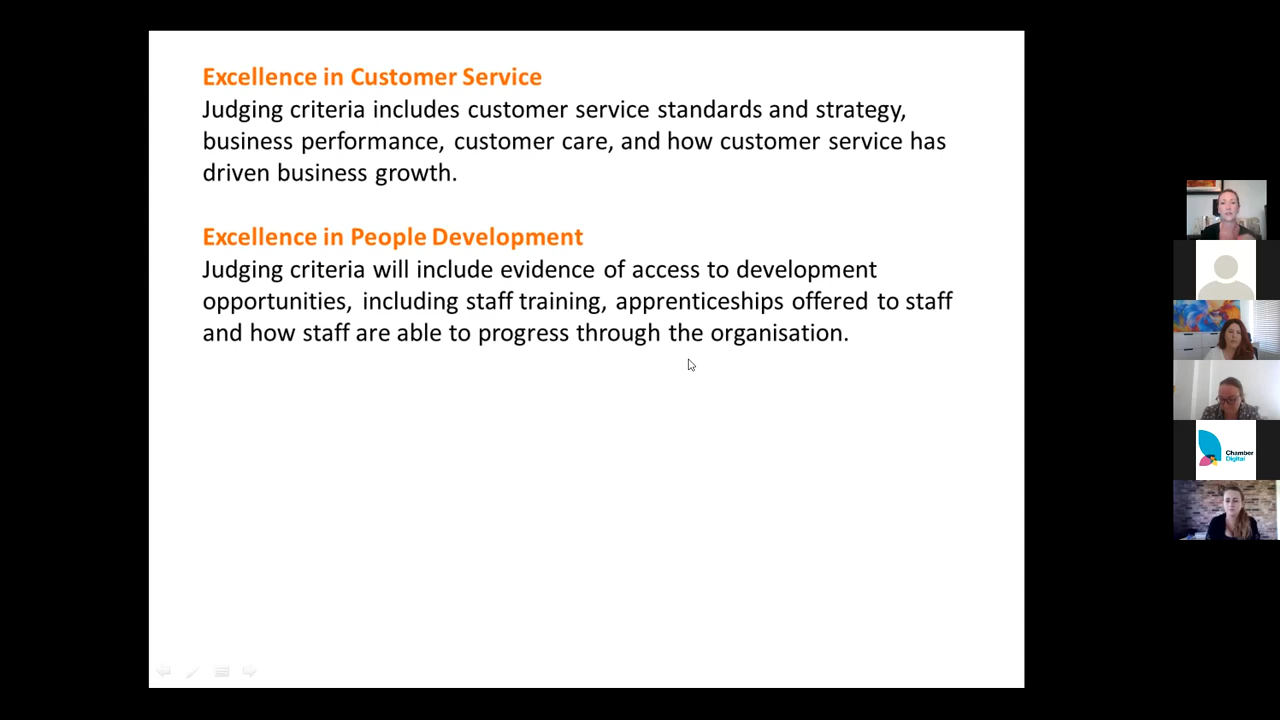 Excellence in Customer Service
Judging criteria includes customer service standards and strategy,
business performance, customer care, and how customer service has
driven business growth.
Excellence in People Development
Judging criteria will include evidence of access to development
opportunities, including staff training, apprenticeships offered to staff
and how staff are able to progress through the organisation.
Chamber
Digital